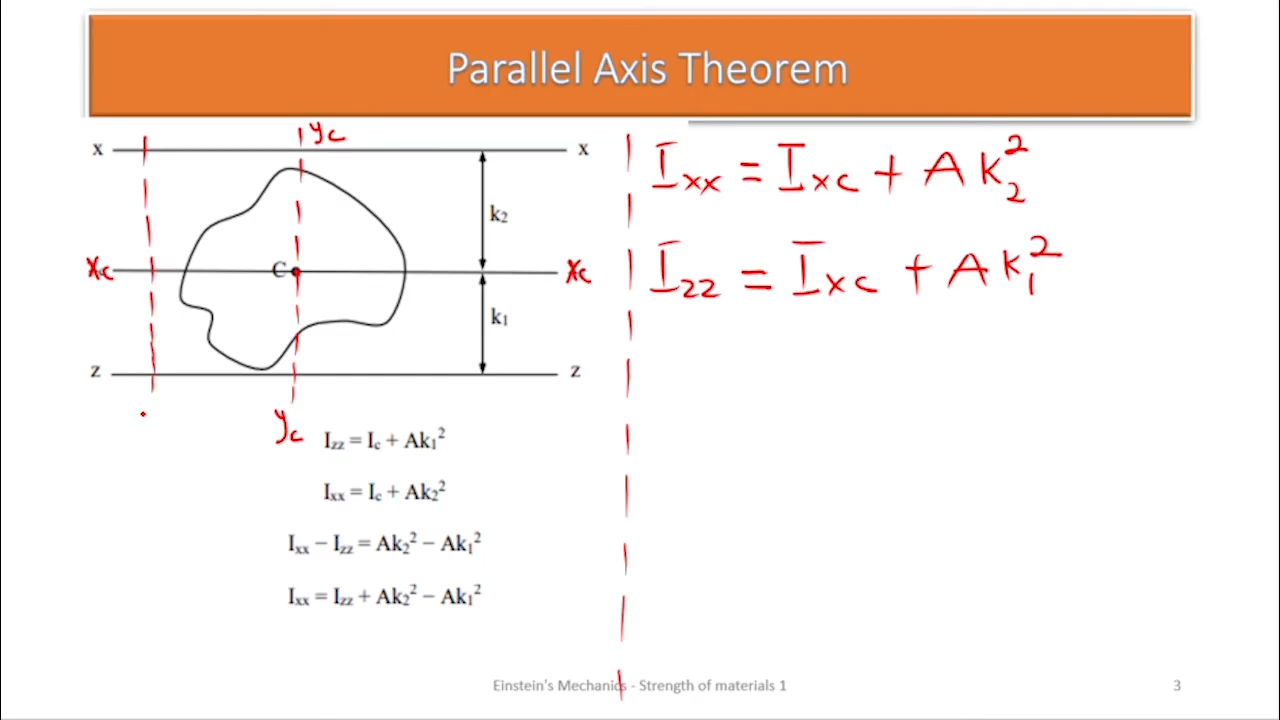 Parallel Axis Theorem
yc
x x
k₂
xc C xc
k₁
z z
yc
Izz = Ic + Ak₁²
Ixx = Ic + Ak₂²
Ixx − Izz = Ak₂² − Ak₁²
Ixx = Izz + Ak₂² − Ak₁²
Ixx = Ixc + Ak₂²
Izz = Ixc + Ak₁²
Einstein's Mechanics - Strength of materials 1
3